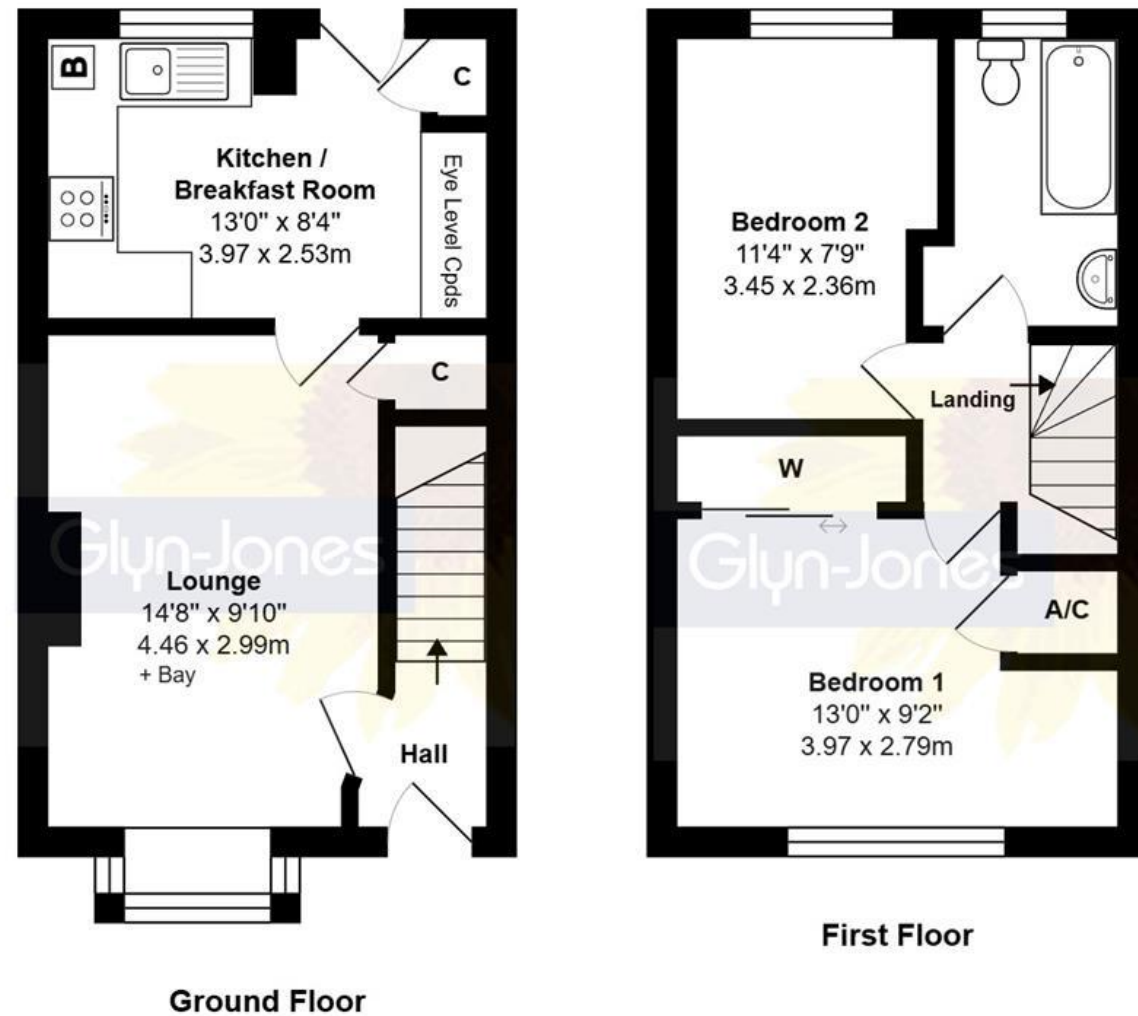 B
C
Kitchen /
Breakfast Room
13'0" x 8'4"
3.97 x 2.53m
Eye Level Cpds
C
Glyn-Jones
Lounge
14'8" x 9'10"
4.46 x 2.99m
+ Bay
Hall
Ground Floor
Bedroom 2
11'4" x 7'9"
3.45 x 2.36m
Landing
W
Glyn-Jones
A/C
Bedroom 1
13'0" x 9'2"
3.97 x 2.79m
First Floor